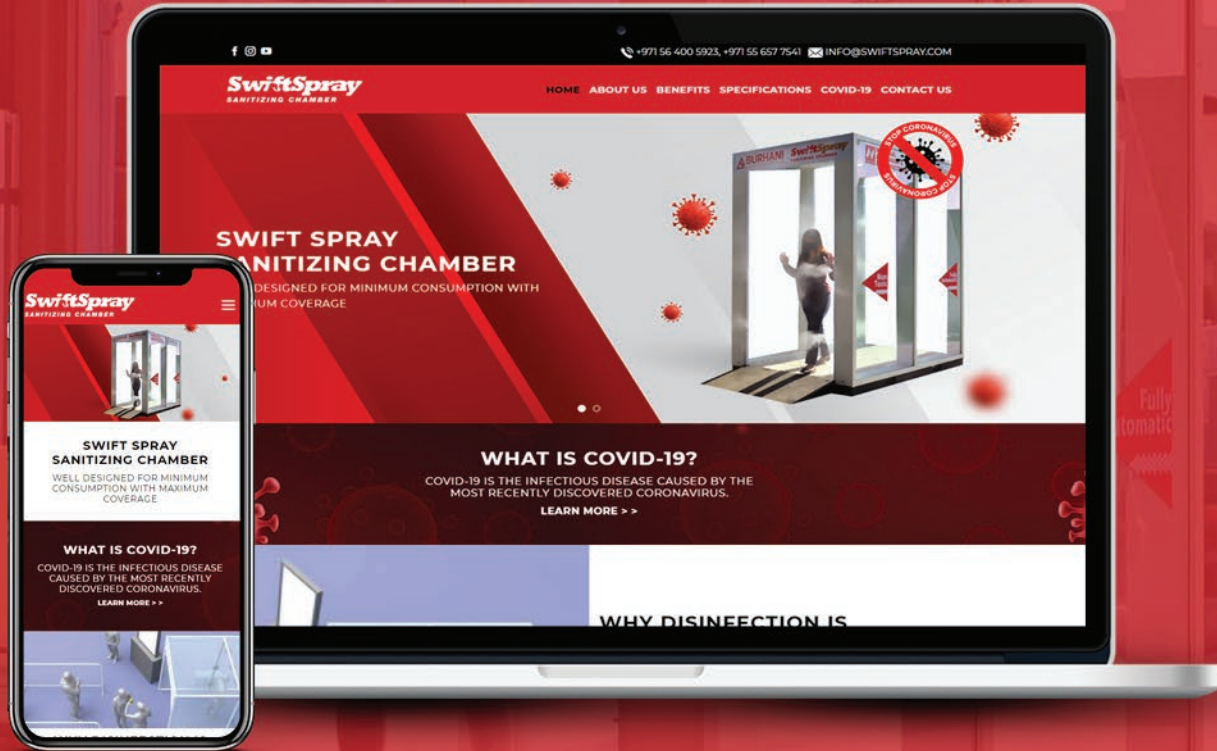 +971 56 400 5923, +971 55 657 7541 INFO@SWIFTSPRAY.COM
SwiftSpray
SANITIZING CHAMBER
HOME ABOUT US BENEFITS SPECIFICATIONS COVID-19 CONTACT US
BURHANI SwiftSpray
STOP CORONAVIRUS
STOP CORONAVIRUS
SWIFT SPRAY
ANITIZING CHAMBER
DESIGNED FOR MINIMUM CONSUMPTION WITH
UM COVERAGE
WHAT IS COVID-19?
COVID-19 IS THE INFECTIOUS DISEASE CAUSED BY THE
MOST RECENTLY DISCOVERED CORONAVIRUS.
LEARN MORE > >
WHY DISINFECTION IS
SwiftSpray
SANITIZING CHAMBER
SWIFT SPRAY
SANITIZING CHAMBER
WELL DESIGNED FOR MINIMUM
CONSUMPTION WITH MAXIMUM
COVERAGE
WHAT IS COVID-19?
COVID-19 IS THE INFECTIOUS DISEASE
CAUSED BY THE MOST RECENTLY
DISCOVERED CORONAVIRUS.
LEARN MORE > >
Fully
tomatic